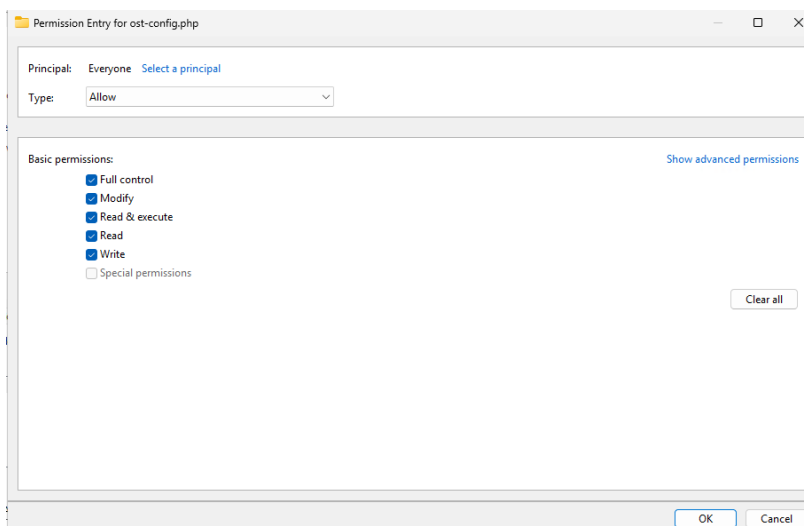 Permission Entry for ost-config.php
Principal: Everyone Select a principal
Type: Allow
Basic permissions: Show advanced permissions
Full control
Modify
Read & execute
Read
Write
Special permissions
Clear all
OK Cancel